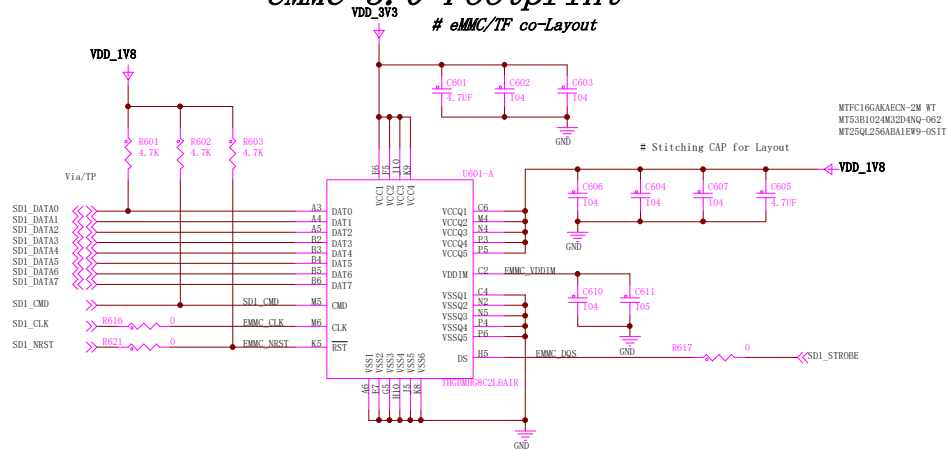 eMMC 5.0 Footprint
VDD_3V3
# eMMC/TF co-Layout
VDD_1V8
C601
4.7UF
C602
104
C603
104
GND
MTFC16GAKAECN-2M WT
MT53B1024M32D4NQ-062
MT25QL256ABA1EW9-0SIT
R601
4.7K
R602
4.7K
R603
4.7K
# Stitching CAP for Layout
VDD_1V8
Via/TP
E6
F5
J10
K9
VCC1
VCC2
VCC3
VCC4
U601-A
C606
104
C604
104
C607
104
C605
4.7UF
GND
SD1_DATA0
A3
DAT0
VCCQ1
C6
SD1_DATA1
A4
DAT1
VCCQ2
M4
SD1_DATA2
A5
DAT2
VCCQ3
N4
SD1_DATA3
B2
DAT3
VCCQ4
P3
SD1_DATA4
B3
DAT4
VCCQ5
P5
SD1_DATA5
B4
DAT5
SD1_DATA6
B5
DAT6
VDDIM
C2
EMMC_VDDIM
SD1_DATA7
B6
DAT7
C610
104
C611
105
GND
SD1_CMD
SD1_CMD
M5
CMD
VSSQ1
C4
VSSQ2
N2
VSSQ3
N5
VSSQ4
P4
VSSQ5
P6
SD1_CLK
R616
0
EMMC_CLK
M6
CLK
SD1_NRST
R621
0
EMMC_NRST
K5
RST
DS
H5
EMMC_DQS
R617
0
SD1_STROBE
VSS1
VSS2
VSS3
VSS4
VSS5
VSS6
A6
E7
G5
H10
J5
K8
THGBMHG8C2LBAIR
GND